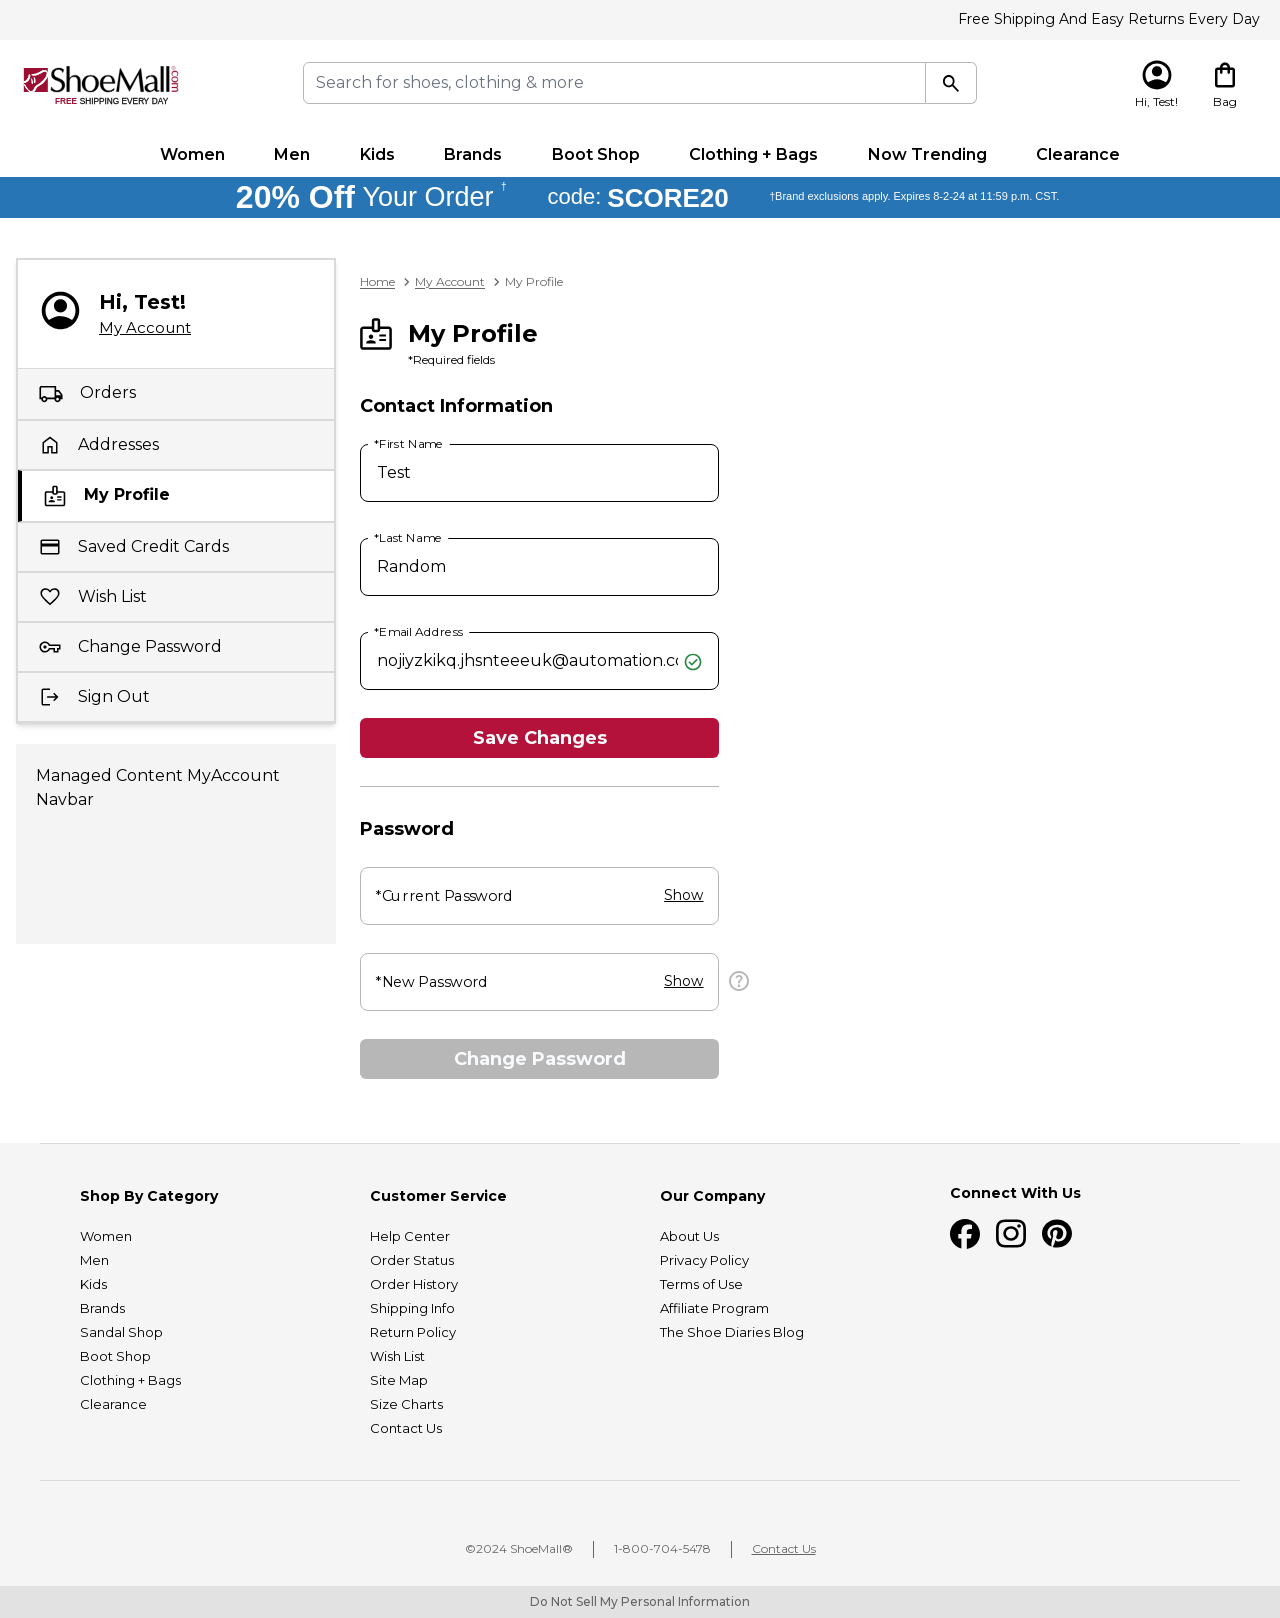 Free Shipping And Easy Returns Every Day
ShoeMall.com
FREE SHIPPING EVERY DAY
Search for shoes, clothing & more
Hi, Test!
Bag
Women Men Kids Brands Boot Shop Clothing + Bags Now Trending Clearance
20% Off Your Order † code: SCORE20 †Brand exclusions apply. Expires 8-2-24 at 11:59 p.m. CST.
Hi, Test!
My Account
Orders
Addresses
My Profile
Saved Credit Cards
Wish List
Change Password
Sign Out
Managed Content MyAccount
Navbar
Home > My Account > My Profile
My Profile
*Required fields
Contact Information
*First Name
Test
*Last Name
Random
*Email Address
nojiyzkikq.jhsnteeeuk@automation.co
Save Changes
Password
*Current Password Show
*New Password Show
Change Password
Shop By Category
Women
Men
Kids
Brands
Sandal Shop
Boot Shop
Clothing + Bags
Clearance
Customer Service
Help Center
Order Status
Order History
Shipping Info
Return Policy
Wish List
Site Map
Size Charts
Contact Us
Our Company
About Us
Privacy Policy
Terms of Use
Affiliate Program
The Shoe Diaries Blog
Connect With Us
©2024 ShoeMall® | 1-800-704-5478 | Contact Us
Do Not Sell My Personal Information